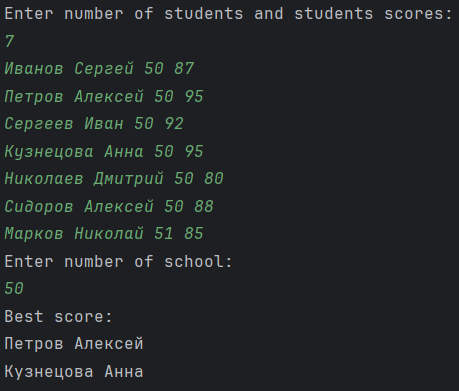 Enter number of students and students scores:
7
Иванов Сергей 50 87
Петров Алексей 50 95
Сергеев Иван 50 92
Кузнецова Анна 50 95
Николаев Дмитрий 50 80
Сидоров Алексей 50 88
Марков Николай 51 85
Enter number of school:
50
Best score:
Петров Алексей
Кузнецова Анна